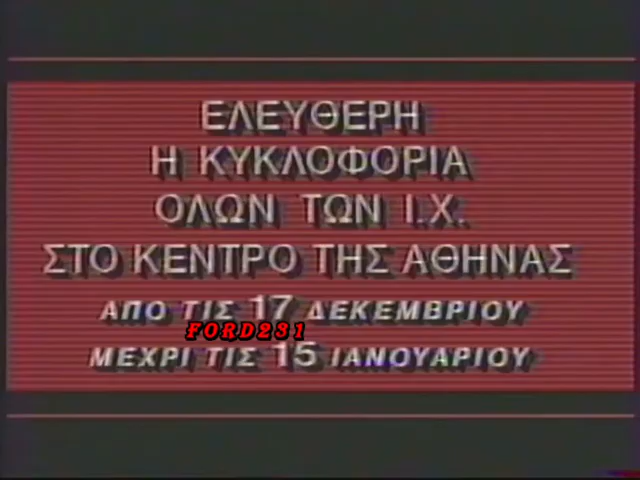 ΕΛΕΥΘΕΡΗ
Η ΚΥΚΛΟΦΟΡΙΑ
ΟΛΩΝ ΤΩΝ Ι.Χ.
ΣΤΟ ΚΕΝΤΡΟ ΤΗΣ ΑΘΗΝΑΣ
ΑΠΟ ΤΙΣ 17 ΔΕΚΕΜΒΡΙΟΥ
FORD231
ΜΕΧΡΙ ΤΙΣ 15 ΙΑΝΟΥΑΡΙΟΥ